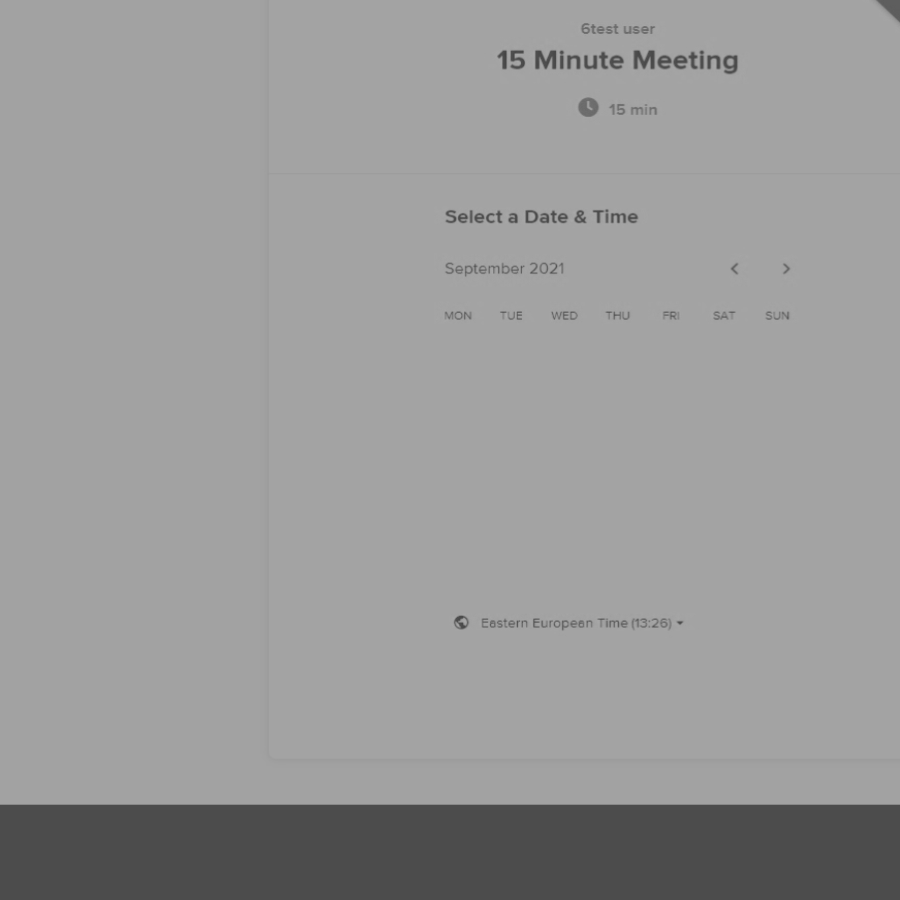 6test user
15 Minute Meeting
15 min
Select a Date & Time
September 2021
MON TUE WED THU FRI SAT SUN
Eastern European Time (13:26)